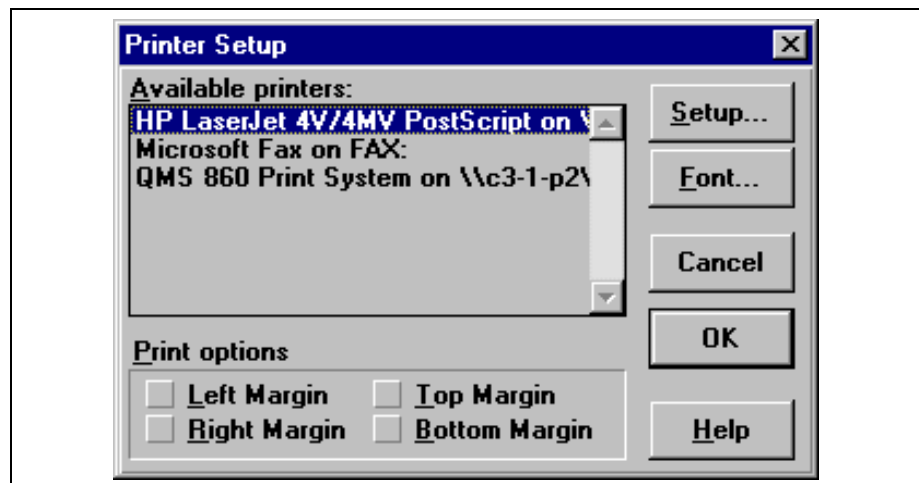 Printer Setup
Available printers:
HP LaserJet 4V/4MV PostScript on \
Microsoft Fax on FAX:
QMS 860 Print System on \\c3-1-p2\
Setup...
Font...
Cancel
OK
Help
Print options
Left Margin
Top Margin
Right Margin
Bottom Margin